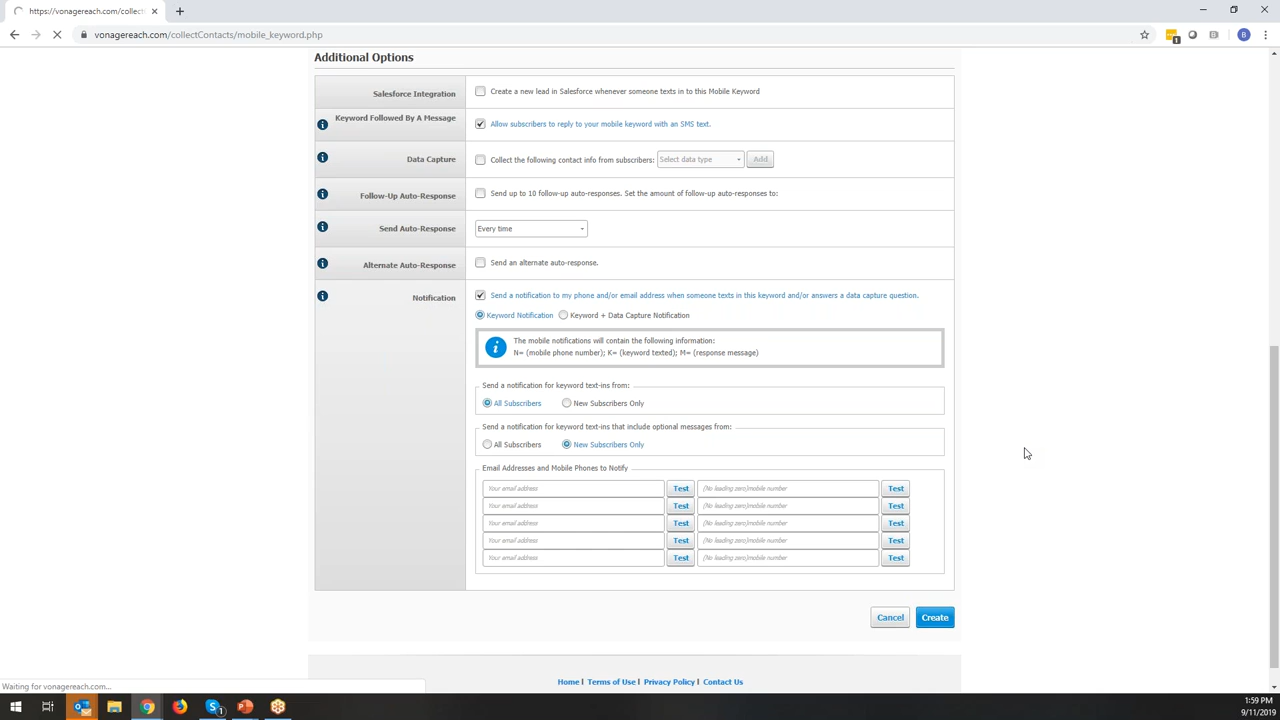 https://vonagereach.com/collect
vonagereach.com/collectContacts/mobile_keyword.php
1
B
Additional Options
Salesforce Integration
Create a new lead in Salesforce whenever someone texts in to this Mobile Keyword
Keyword Followed By A Message
Allow subscribers to reply to your mobile keyword with an SMS text.
Data Capture
Collect the following contact info from subscribers:
Select data type
Add
Follow-Up Auto-Response
Send up to 10 follow-up auto-responses. Set the amount of follow-up auto-responses to:
Send Auto-Response
Every time
Alternate Auto-Response
Send an alternate auto-response.
Notification
Send a notification to my phone and/or email address when someone texts in this keyword and/or answers a data capture question.
Keyword Notification
Keyword + Data Capture Notification
The mobile notifications will contain the following information:
N= (mobile phone number); K= (keyword texted); M= (response message)
Send a notification for keyword text-ins from:
All Subscribers
New Subscribers Only
Send a notification for keyword text-ins that include optional messages from:
All Subscribers
New Subscribers Only
Email Addresses and Mobile Phones to Notify
Your email address Test (No leading zero)mobile number Test
Your email address Test (No leading zero)mobile number Test
Your email address Test (No leading zero)mobile number Test
Your email address Test (No leading zero)mobile number Test
Your email address Test (No leading zero)mobile number Test
Cancel
Create
Home | Terms of Use | Privacy Policy | Contact Us
Waiting for vonagereach.com...
1:59 PM
9/11/2019